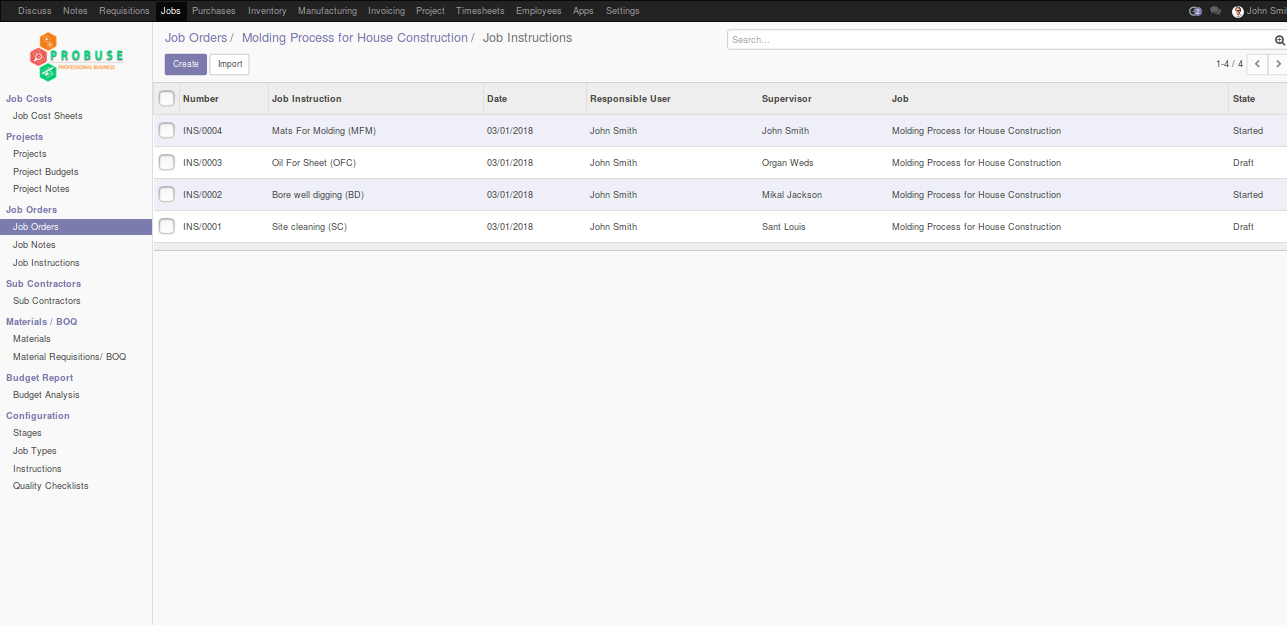 Discuss Notes Requisitions Jobs Purchases Inventory Manufacturing Invoicing Project Timesheets Employees Apps Settings John Smi
PROBUSE
PROFESSIONAL BUSINESS
Job Costs
Job Cost Sheets
Projects
Projects
Project Budgets
Project Notes
Job Orders
Job Orders
Job Notes
Job Instructions
Sub Contractors
Sub Contractors
Materials / BOQ
Materials
Material Requisitions/ BOQ
Budget Report
Budget Analysis
Configuration
Stages
Job Types
Instructions
Quality Checklists
Job Orders / Molding Process for House Construction / Job Instructions
Search...
Create Import
1-4 / 4
Number Job Instruction Date Responsible User Supervisor Job State
INS/0004 Mats For Molding (MFM) 03/01/2018 John Smith John Smith Molding Process for House Construction Started
INS/0003 Oil For Sheet (OFC) 03/01/2018 John Smith Organ Weds Molding Process for House Construction Draft
INS/0002 Bore well digging (BD) 03/01/2018 John Smith Mikal Jackson Molding Process for House Construction Started
INS/0001 Site cleaning (SC) 03/01/2018 John Smith Sant Louis Molding Process for House Construction Draft